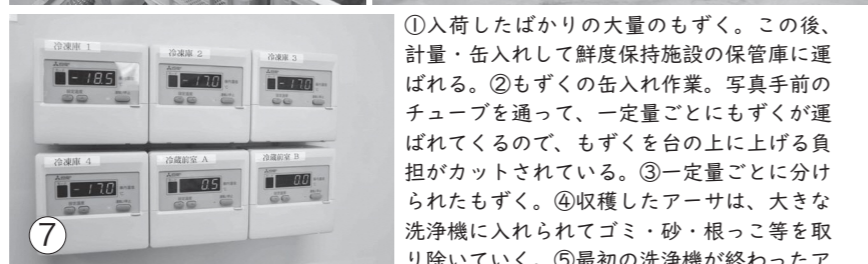 冷凍庫 1
冷凍庫 2
冷凍庫 3
-18.5
-17.0
-17.0
冷凍庫 4
冷蔵前室 A
冷蔵前室 B
-17.0
0.5
0.0
⑦
①入荷したばかりの大量のもずく。この後、
計量・缶入れして鮮度保持施設の保管庫に運
ばれる。②もずくの缶入れ作業。写真手前の
チューブを通って、一定量ごとにもずくが運
ばれてくるので、もずくを台の上に上げる負
担がカットされている。③一定量ごとに分け
られたもずく。④収穫したアーサは、大きな
洗浄機に入れられてゴミ・砂・根っこ等を取
り除いていく。⑤最初の洗浄機が終わったア